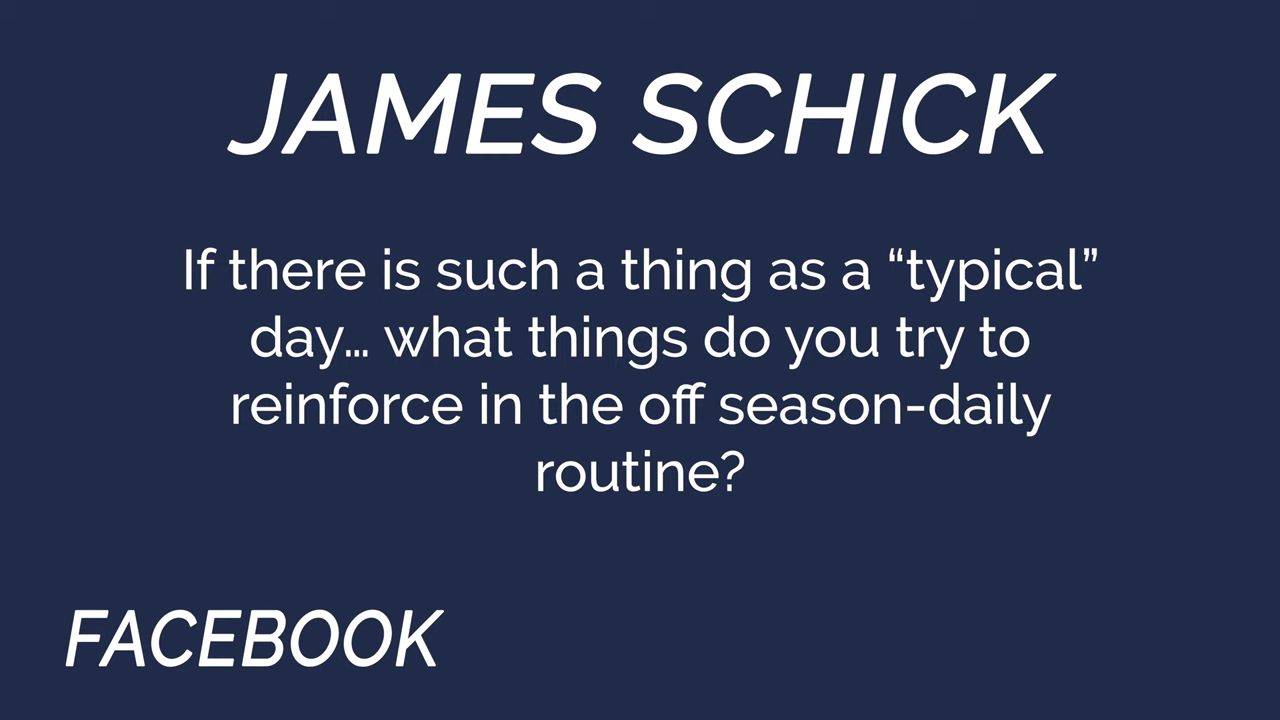 JAMES SCHICK
If there is such a thing as a “typical”
day… what things do you try to
reinforce in the off season-daily
routine?
FACEBOOK